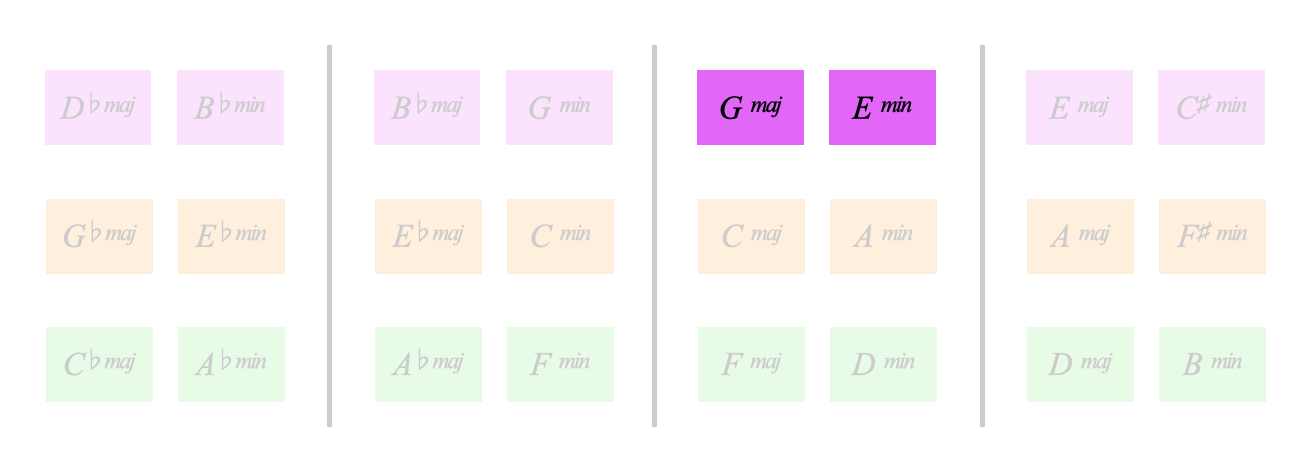 D♭ maj B♭ min B♭ maj G min G maj E min E maj C♯ min
G♭ maj E♭ min E♭ maj C min C maj A min A maj F♯ min
C♭ maj A♭ min A♭ maj F min F maj D min D maj B min